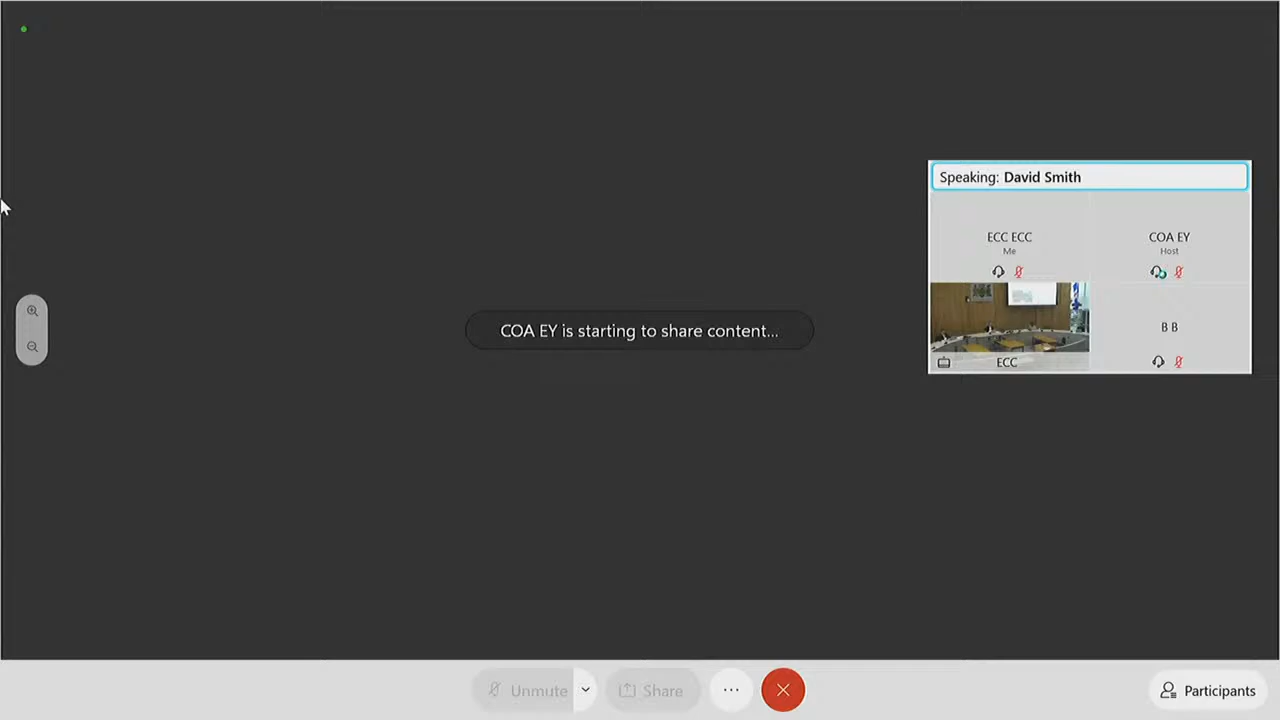 Speaking: David Smith
ECC ECC
Me
COA EY
Host
ECC
B B
COA EY is starting to share content...
Unmute
Share
Participants